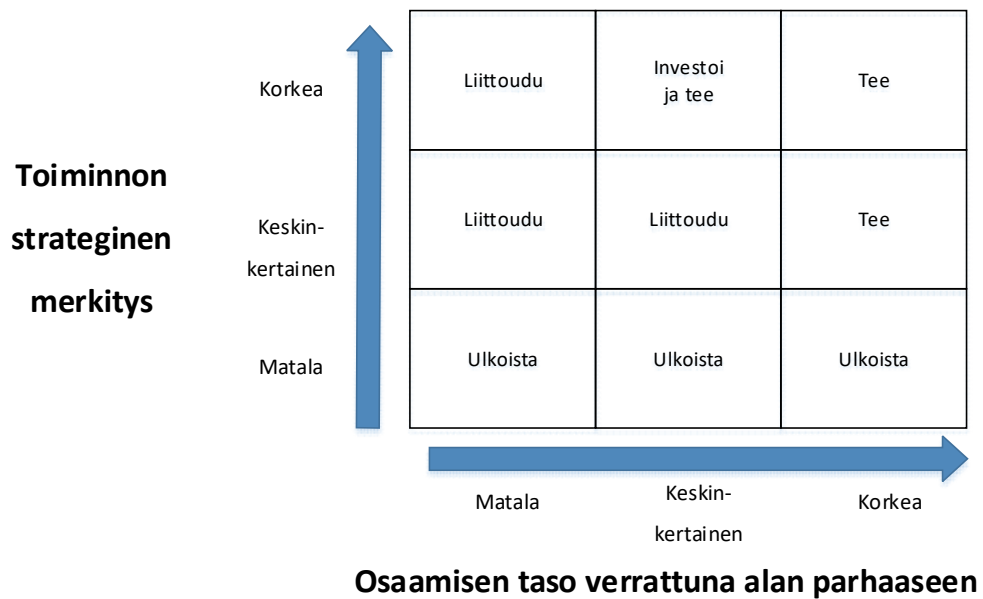 Toiminnon
strateginen
merkitys
Korkea
Keskin-
kertainen
Matala
Liittoudu
Investoi
ja tee
Tee
Liittoudu
Liittoudu
Tee
Ulkoista
Ulkoista
Ulkoista
Matala
Keskin-
kertainen
Korkea
Osaamisen taso verrattuna alan parhaaseen